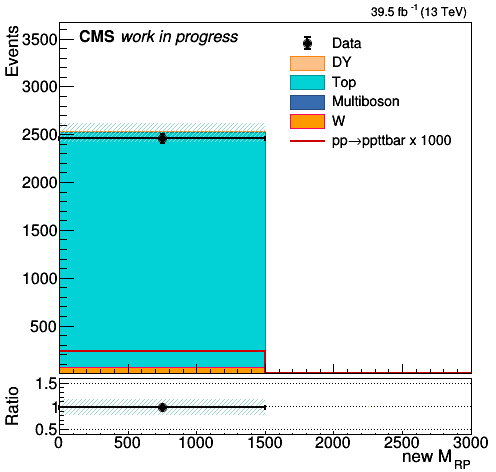 39.5 fb⁻¹ (13 TeV)
CMS work in progress
Events
3500
3000
2500
2000
1500
1000
500
Data
DY
Top
Multiboson
W
pp→ppttbar x 1000
Ratio
1.5
1
0.5
0 500 1000 1500 2000 2500 3000
new M_RP